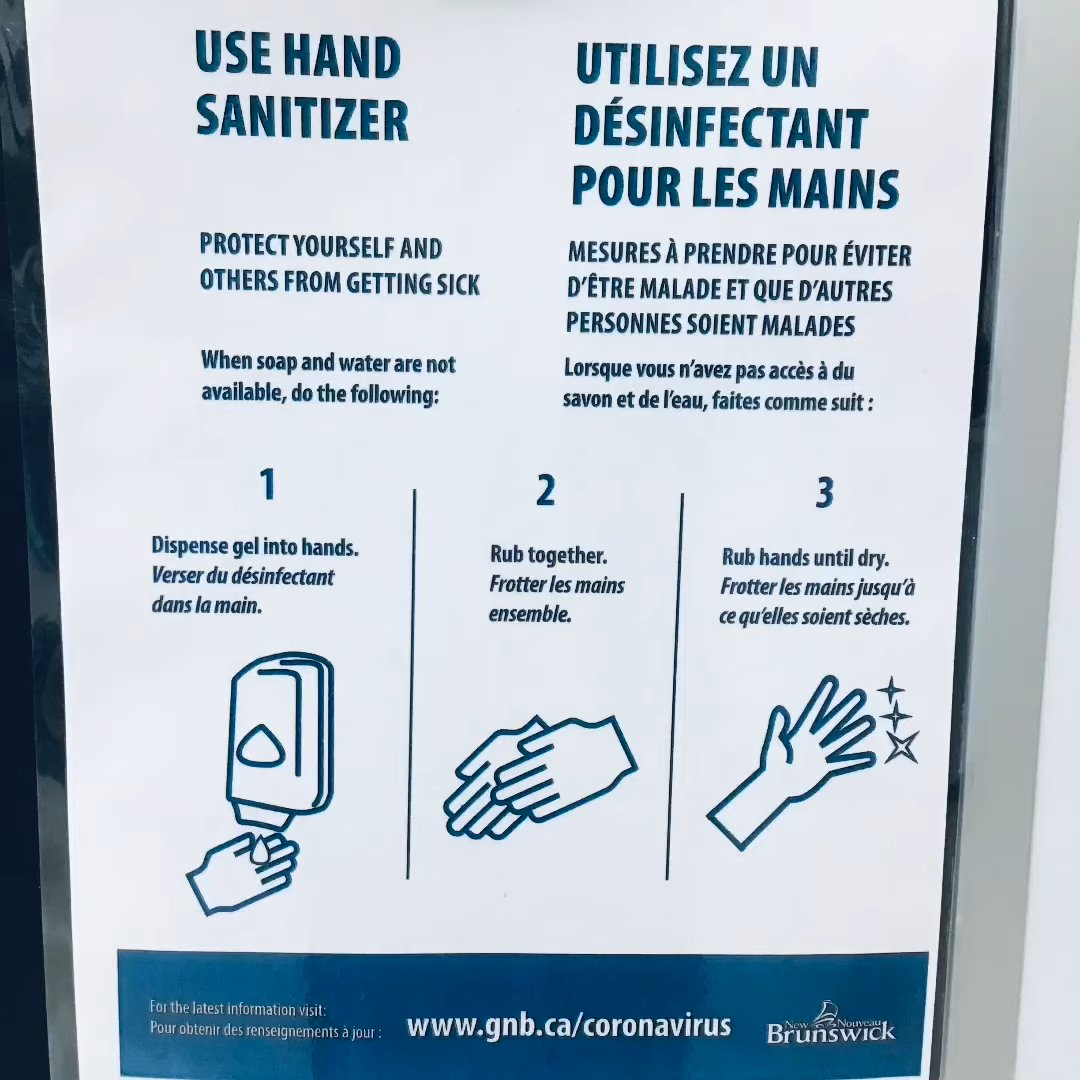 USE HAND
SANITIZER
UTILISEZ UN
DÉSINFECTANT
POUR LES MAINS
PROTECT YOURSELF AND
OTHERS FROM GETTING SICK
MESURES À PRENDRE POUR ÉVITER
D'ÊTRE MALADE ET QUE D'AUTRES
PERSONNES SOIENT MALADES
When soap and water are not
available, do the following:
Lorsque vous n'avez pas accès à du
savon et de l'eau, faites comme suit :
1
Dispense gel into hands.
Verser du désinfectant
dans la main.
2
Rub together.
Frotter les mains
ensemble.
3
Rub hands until dry.
Frotter les mains jusqu'à
ce qu'elles soient sèches.
For the latest information visit:
Pour obtenir des renseignements à jour :
www.gnb.ca/coronavirus
New Nouveau
Brunswick